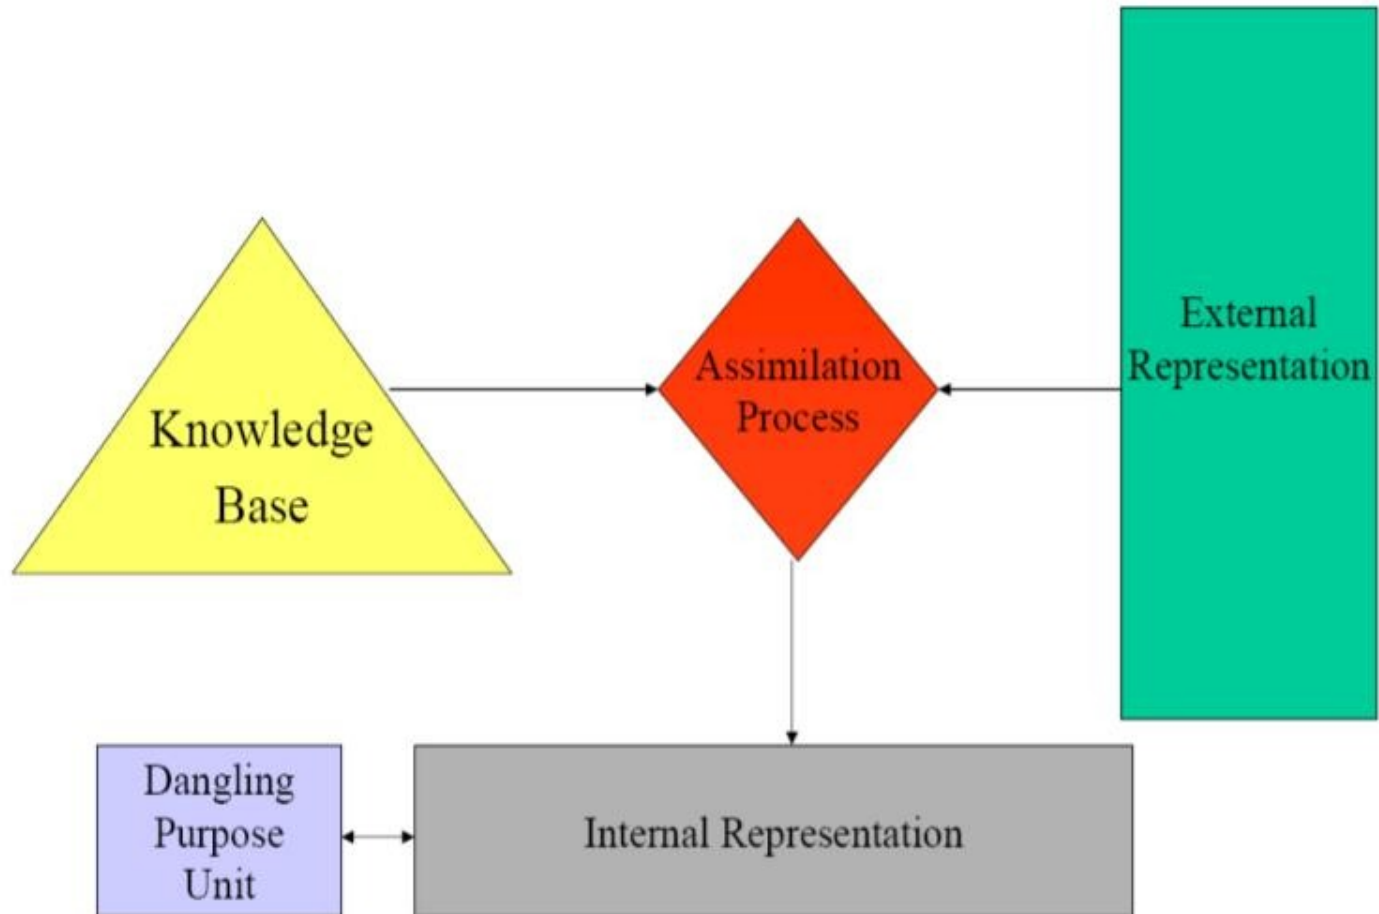 External
Representation
Assimilation
Process
Knowledge
Base
Dangling
Purpose
Unit
Internal Representation